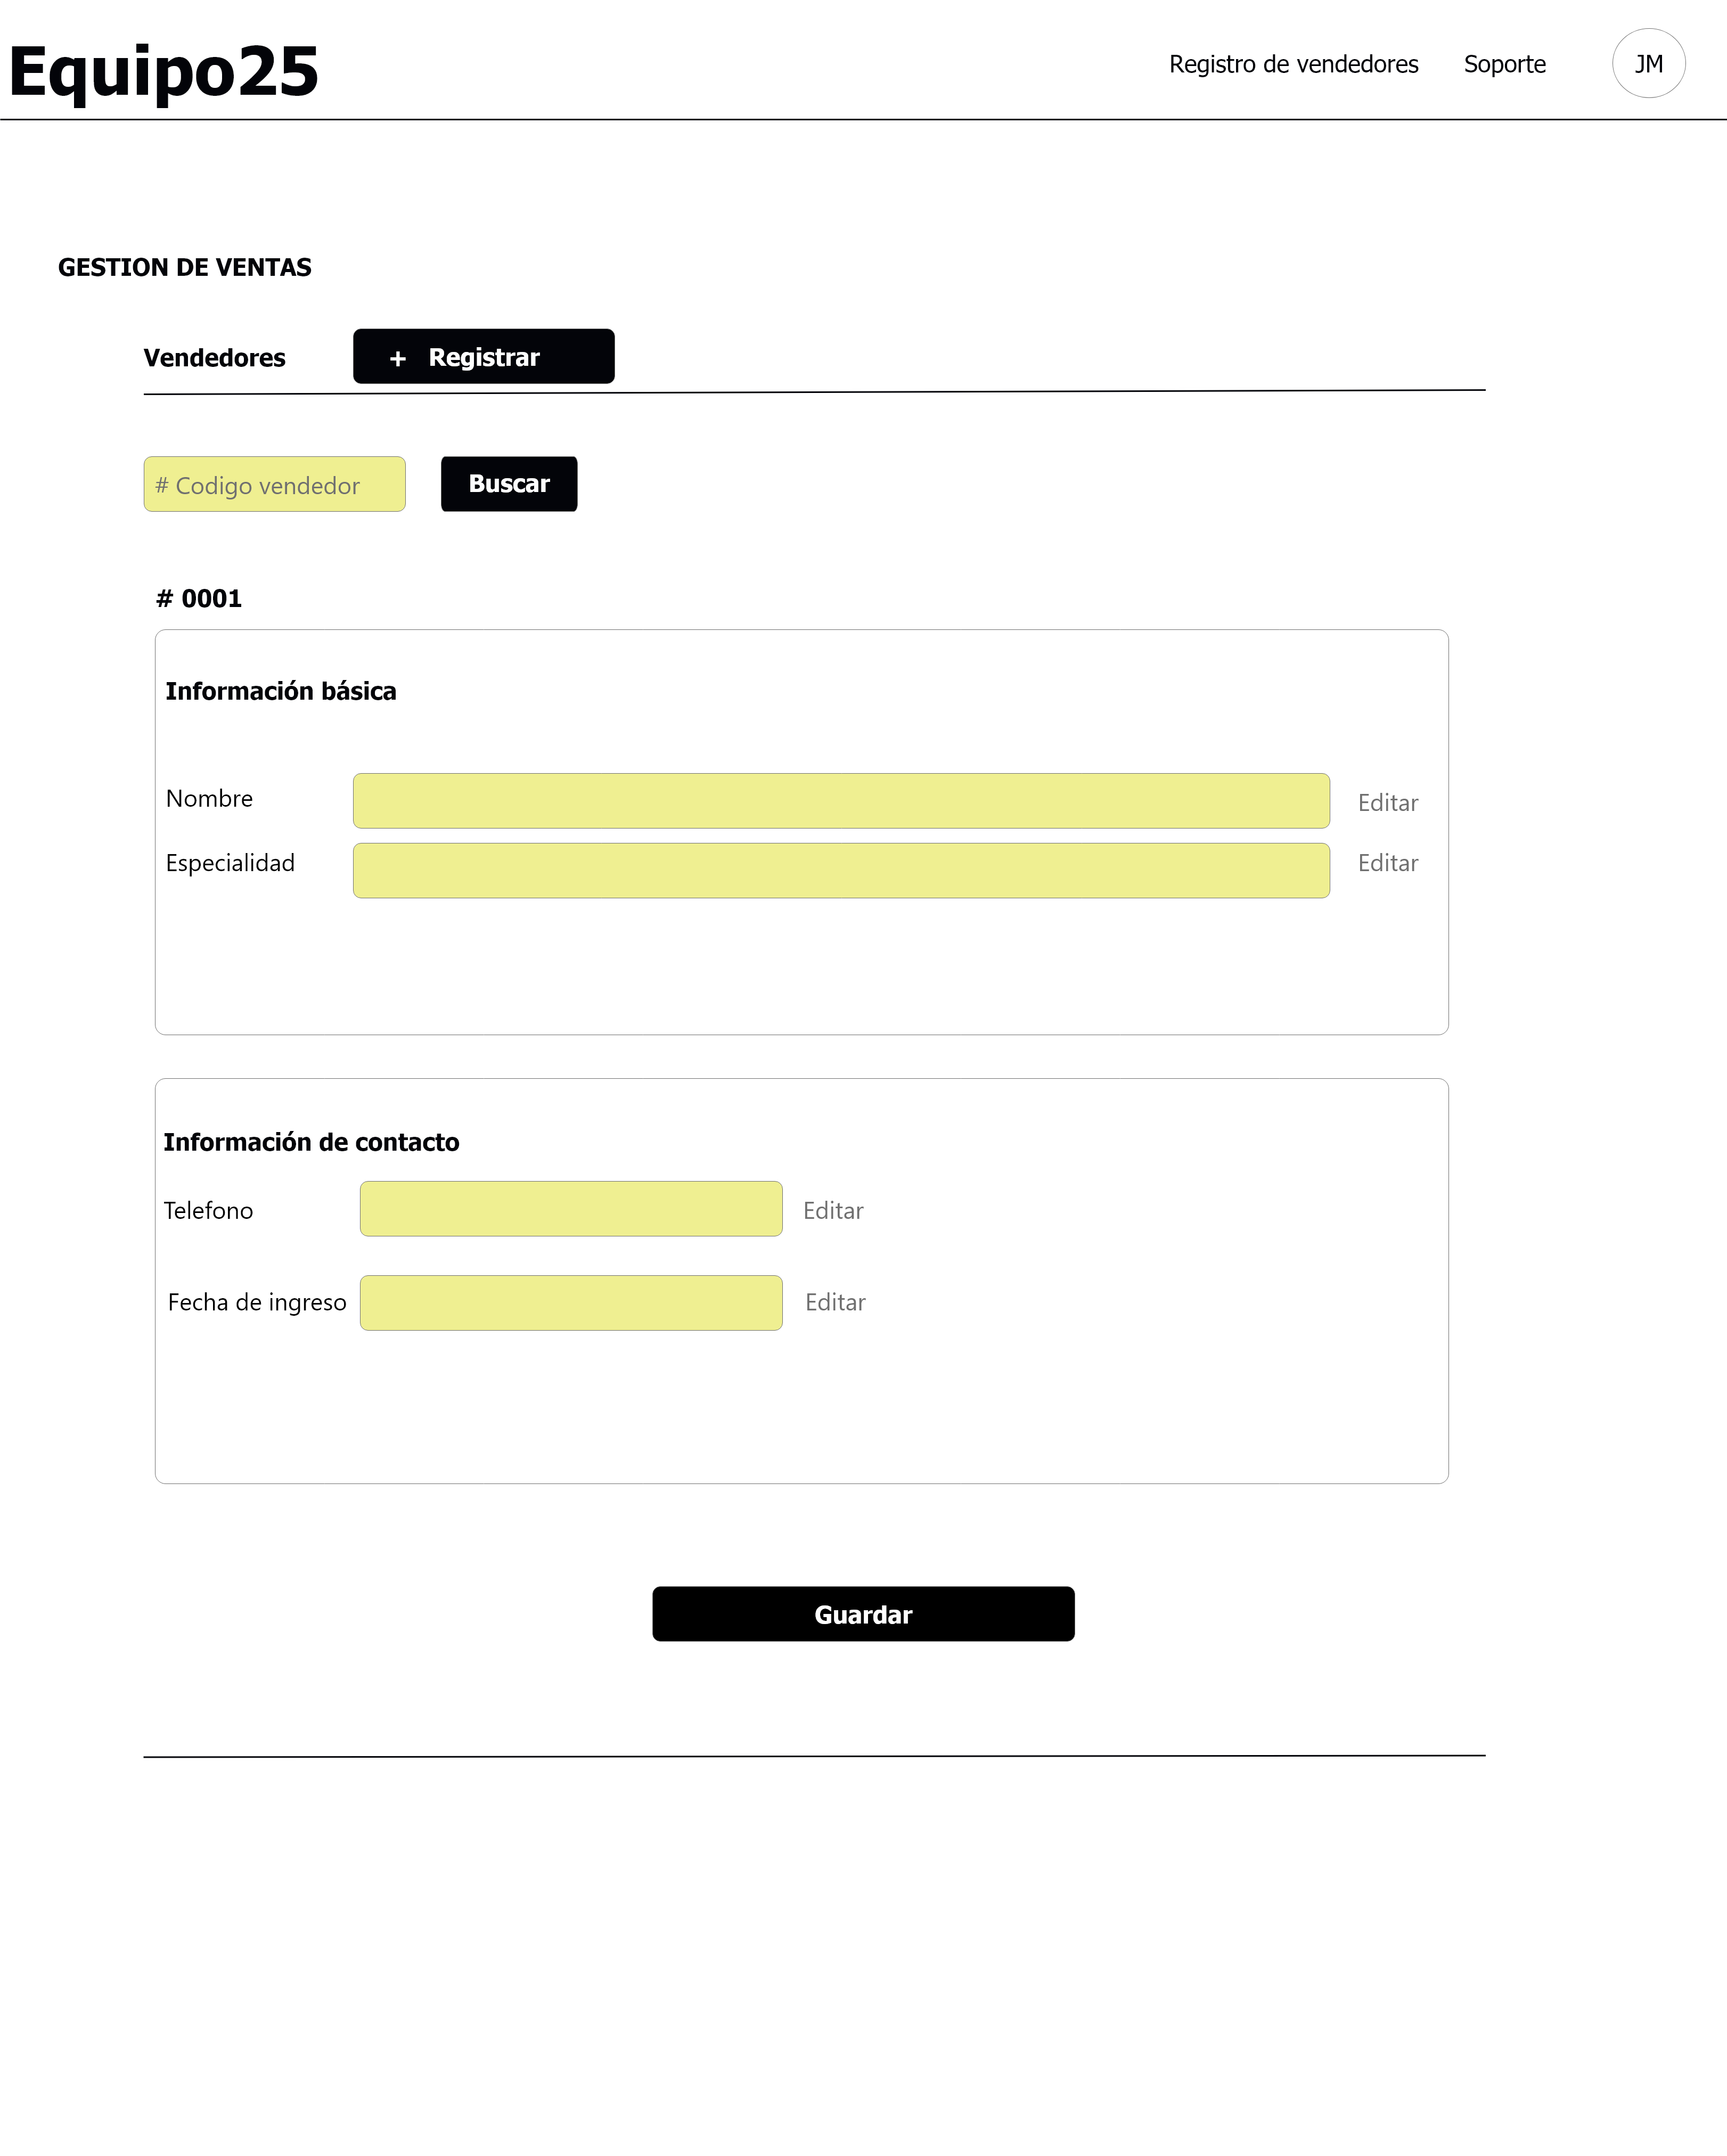 Equipo25
Registro de vendedores
Soporte
JM
GESTION DE VENTAS
Vendedores
+ Registrar
# Codigo vendedor
Buscar
# 0001
Información básica
Nombre
Editar
Especialidad
Editar
Información de contacto
Telefono
Editar
Fecha de ingreso
Editar
Guardar